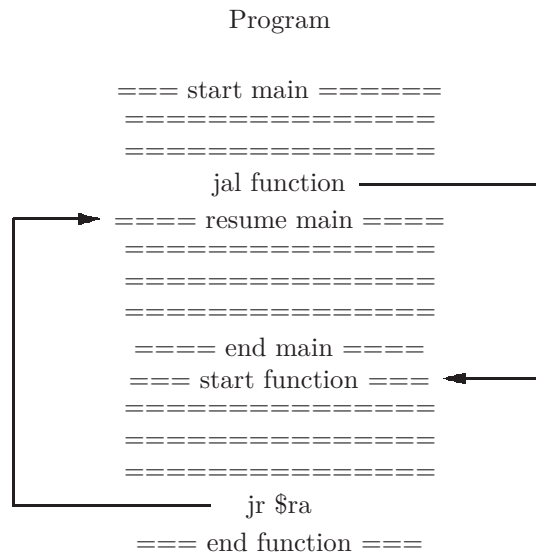 Program
=== start main ======
===============
===============
jal function
==== resume main ====
===============
===============
===============
==== end main ====
=== start function ===
===============
===============
===============
jr $ra
=== end function ===